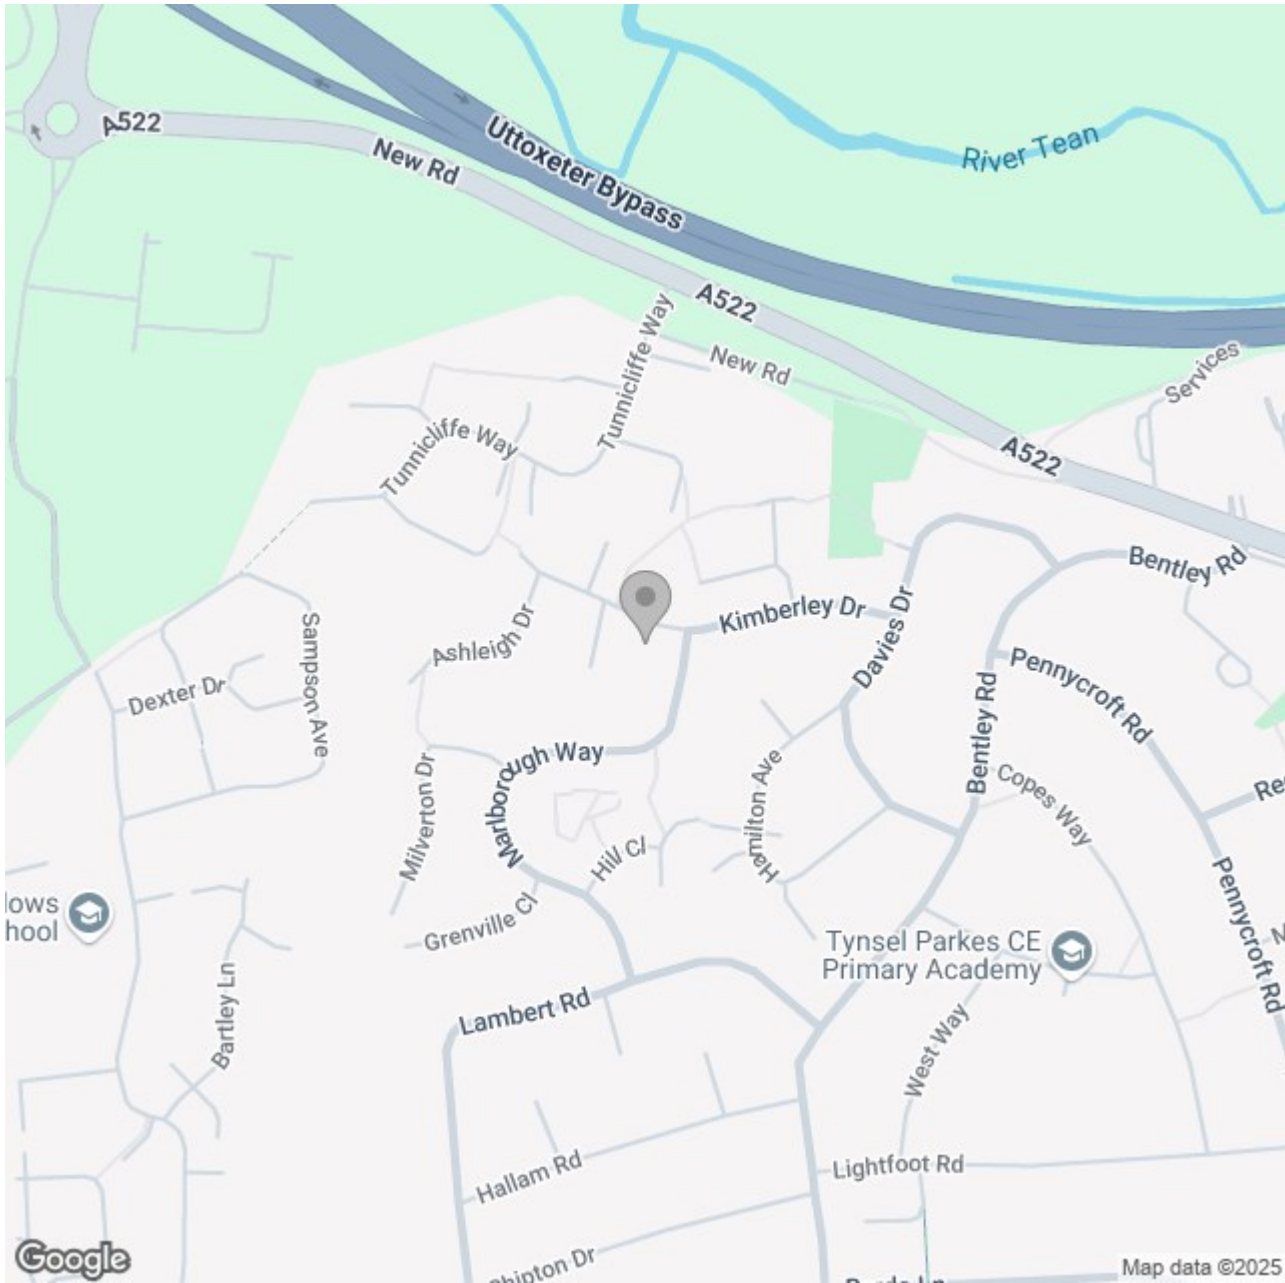 A522
New Rd
Uttoxeter Bypass
River Tean
A522
Tunnicliffe Way
New Rd
Services
Tunnicliffe Way
A522
Bentley Rd
Kimberley Dr
Davies Dr
Ashleigh Dr
Sampson Ave
Dexter Dr
Pennycroft Rd
Bentley Rd
Marlborough Way
Milverton Dr
Hamilton Ave
Copes Way
Hill Cl
Grenville Cl
lows
hool
Pennycroft Rd
Tynsel Parkes CE
Primary Academy
Bartley Ln
Lambert Rd
West Way
Hallam Rd
Lightfoot Rd
Shipton Dr
Google
Map data ©2025